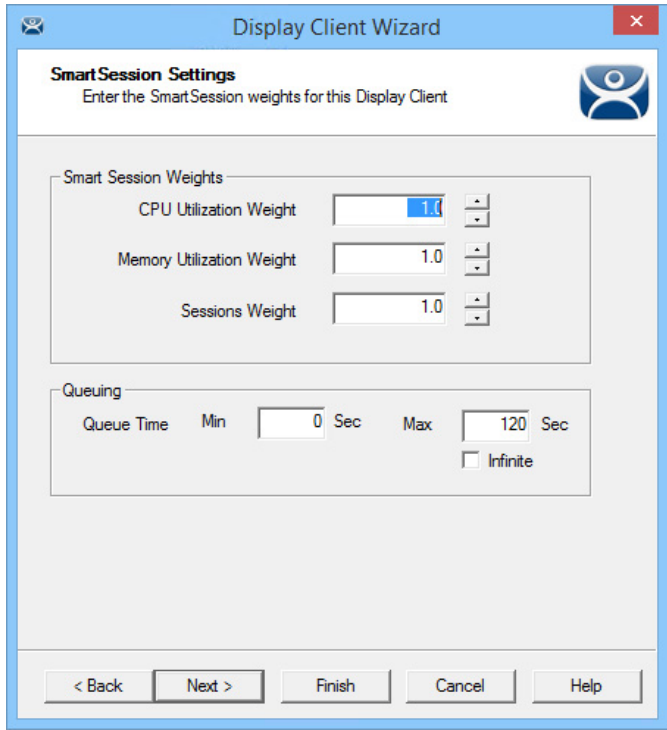 Display Client Wizard
SmartSession Settings
Enter the SmartSession weights for this Display Client
Smart Session Weights
CPU Utilization Weight 1.0
Memory Utilization Weight 1.0
Sessions Weight 1.0
Queuing
Queue Time Min 0 Sec Max 120 Sec
Infinite
< Back Next > Finish Cancel Help